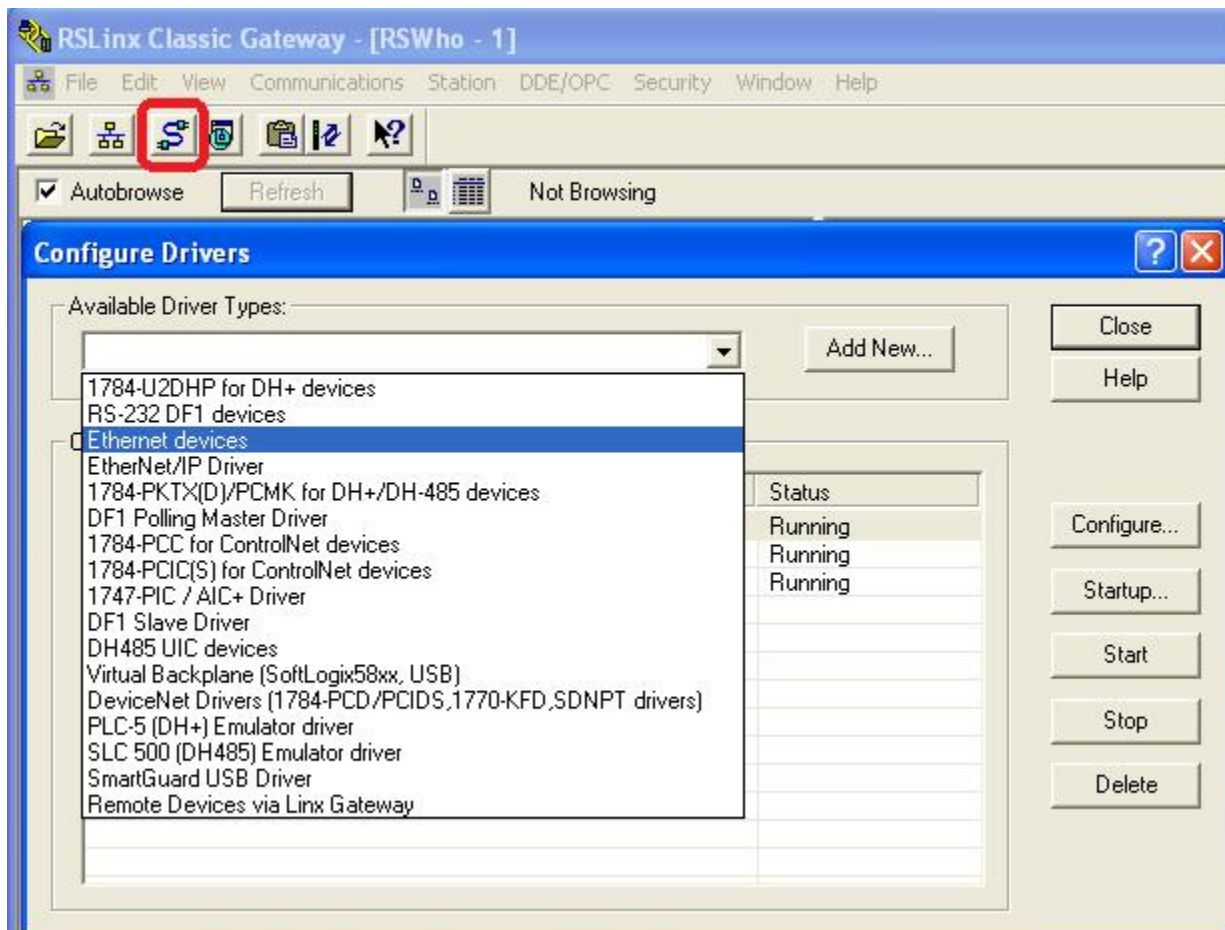 RSLinx Classic Gateway - [RSWho - 1]
File Edit View Communications Station DDE/OPC Security Window Help
Autobrowse Refresh Not Browsing
Configure Drivers
Available Driver Types:
Add New...
Close
Help
1784-U2DHP for DH+ devices
RS-232 DF1 devices
Ethernet devices
EtherNet/IP Driver
1784-PKTX(D)/PCMK for DH+/DH-485 devices
DF1 Polling Master Driver
1784-PCC for ControlNet devices
1784-PCIC(S) for ControlNet devices
1747-PIC / AIC+ Driver
DF1 Slave Driver
DH485 UIC devices
Virtual Backplane (SoftLogix58xx, USB)
DeviceNet Drivers (1784-PCD/PCIDS,1770-KFD,SDNPT drivers)
PLC-5 (DH+) Emulator driver
SLC 500 (DH485) Emulator driver
SmartGuard USB Driver
Remote Devices via Linx Gateway
Status
Running
Running
Running
Configure...
Startup...
Start
Stop
Delete